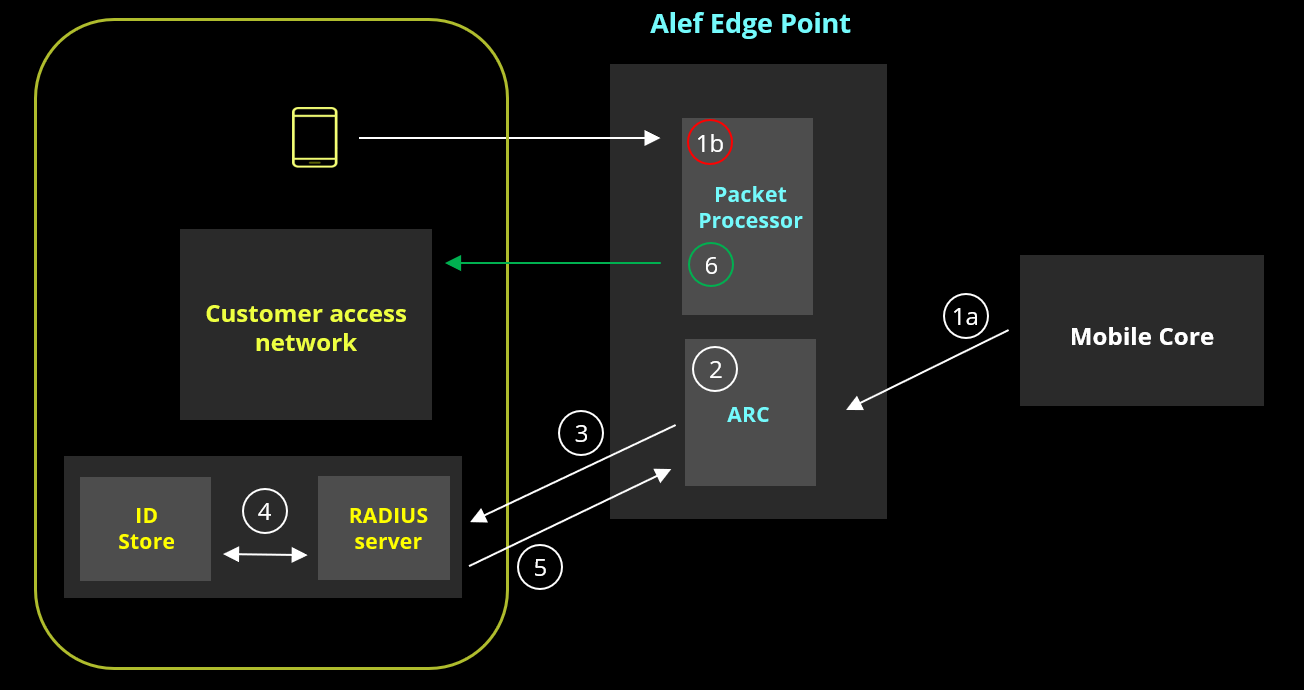 Alef Edge Point
1b
Packet
Processor
6
Customer access
network
1a
Mobile Core
2
ARC
3
ID
Store
4
RADIUS
server
5